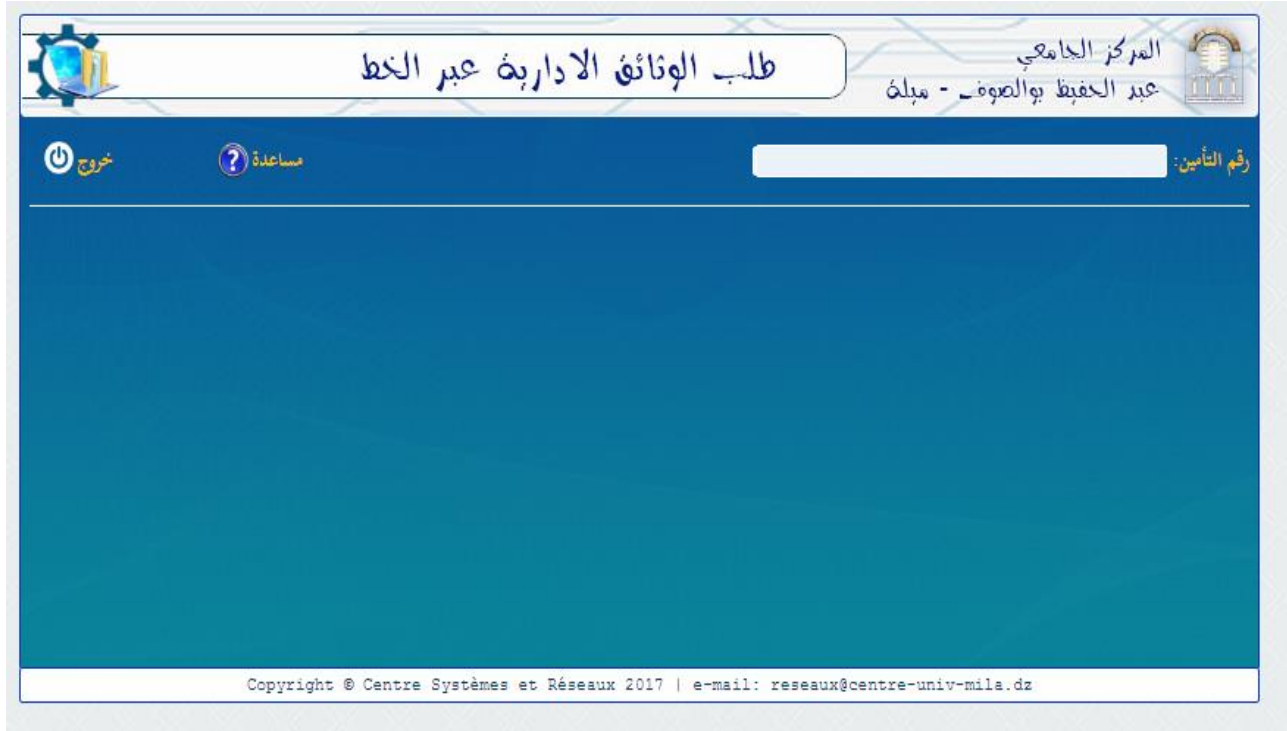 المركز الجامعي
عبد الحفيظ بوالصوف - ميلة
طلب الوثائق الادارية عبر الخط
رقم التأمين:
مساعدة
خروج
Copyright © Centre Systèmes et Réseaux 2017 | e-mail: reseaux@centre-univ-mila.dz